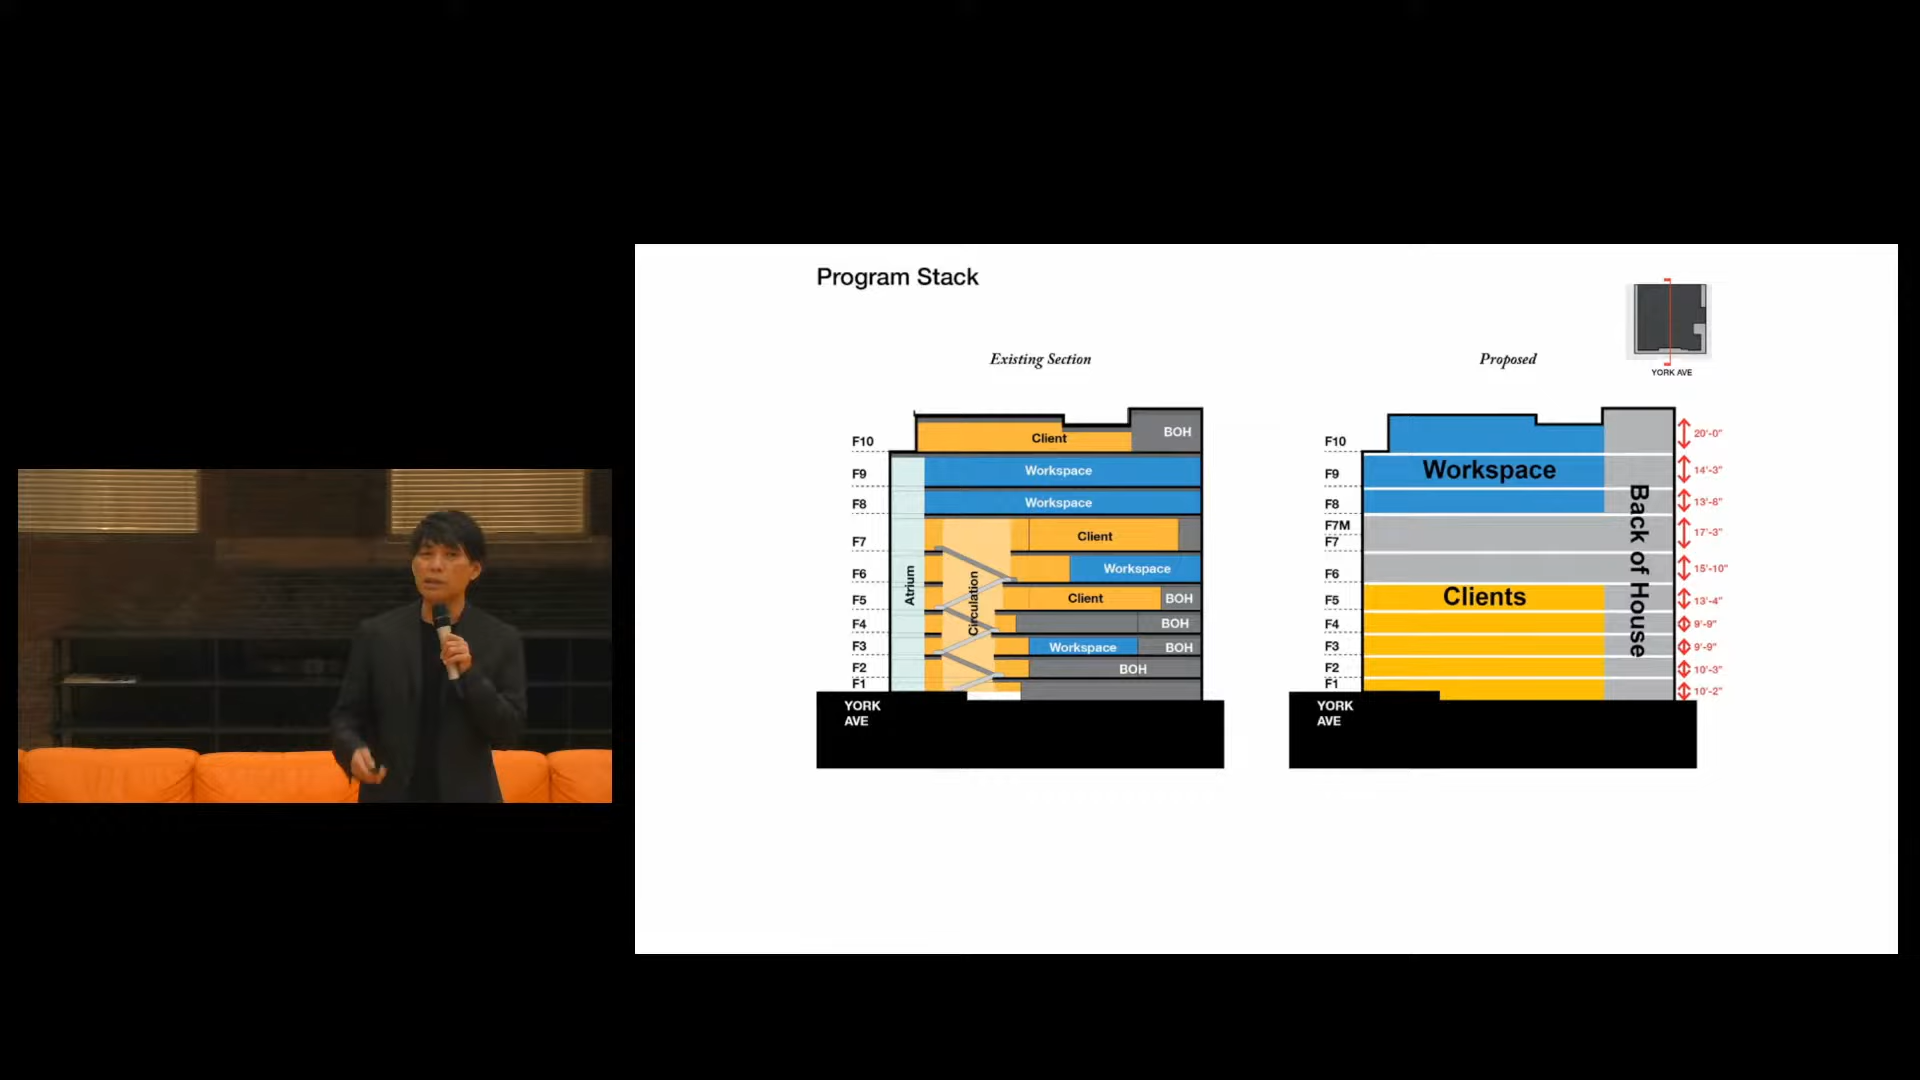 Program Stack
Existing Section
Proposed
YORK AVE
F10
Client
BOH
F9
Workspace
F8
Workspace
F7
Client
F6
Workspace
F5
Client
BOH
F4
BOH
F3
Workspace
BOH
F2
BOH
F1
Atrium
Circulation
YORK
AVE
F10
20'-0"
F9
Workspace
14'-3"
F8
13'-8"
F7M
F7
17'-3"
F6
15'-10"
F5
Clients
13'-4"
F4
9'-9"
F3
9'-9"
F2
10'-3"
F1
10'-2"
Back of House
YORK
AVE